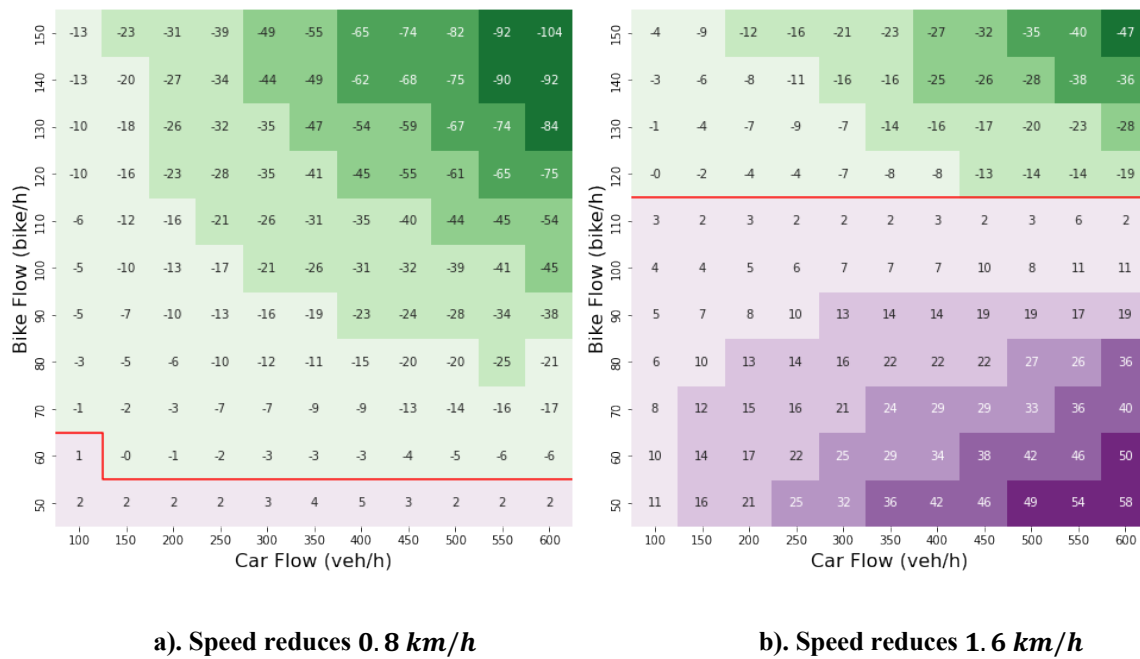 150 -13 -23 -31 -39 -49 -55 -65 -74 -82 -92 -104
140 -13 -20 -27 -34 -44 -49 -62 -68 -75 -90 -92
130 -10 -18 -26 -32 -35 -47 -54 -59 -67 -74 -84
120 -10 -16 -23 -28 -35 -41 -45 -55 -61 -65 -75
110 -6 -12 -16 -21 -26 -31 -35 -40 -44 -45 -54
100 -5 -10 -13 -17 -21 -26 -31 -32 -39 -41 -45
90 -5 -7 -10 -13 -16 -19 -23 -24 -28 -34 -38
80 -3 -5 -6 -10 -12 -11 -15 -20 -20 -25 -21
70 -1 -2 -3 -7 -7 -9 -9 -13 -14 -16 -17
60 1 -0 -1 -2 -3 -3 -3 -4 -5 -6 -6
50 2 2 2 2 3 4 5 3 2 2 2
100 150 200 250 300 350 400 450 500 550 600
Bike Flow (bike/h)
Car Flow (veh/h)
a). Speed reduces 0.8 km/h
150 -4 -9 -12 -16 -21 -23 -27 -32 -35 -40 -47
140 -3 -6 -8 -11 -16 -16 -25 -26 -28 -38 -36
130 -1 -4 -7 -9 -7 -14 -16 -17 -20 -23 -28
120 -0 -2 -4 -4 -7 -8 -8 -13 -14 -14 -19
110 3 2 3 2 2 2 3 2 3 6 2
100 4 4 5 6 7 7 7 10 8 11 11
90 5 7 8 10 13 14 14 19 19 17 19
80 6 10 13 14 16 22 22 22 27 26 36
70 8 12 15 16 21 24 29 29 33 36 40
60 10 14 17 22 25 29 34 38 42 46 50
50 11 16 21 25 32 36 42 46 49 54 58
100 150 200 250 300 350 400 450 500 550 600
Bike Flow (bike/h)
Car Flow (veh/h)
b). Speed reduces 1.6 km/h